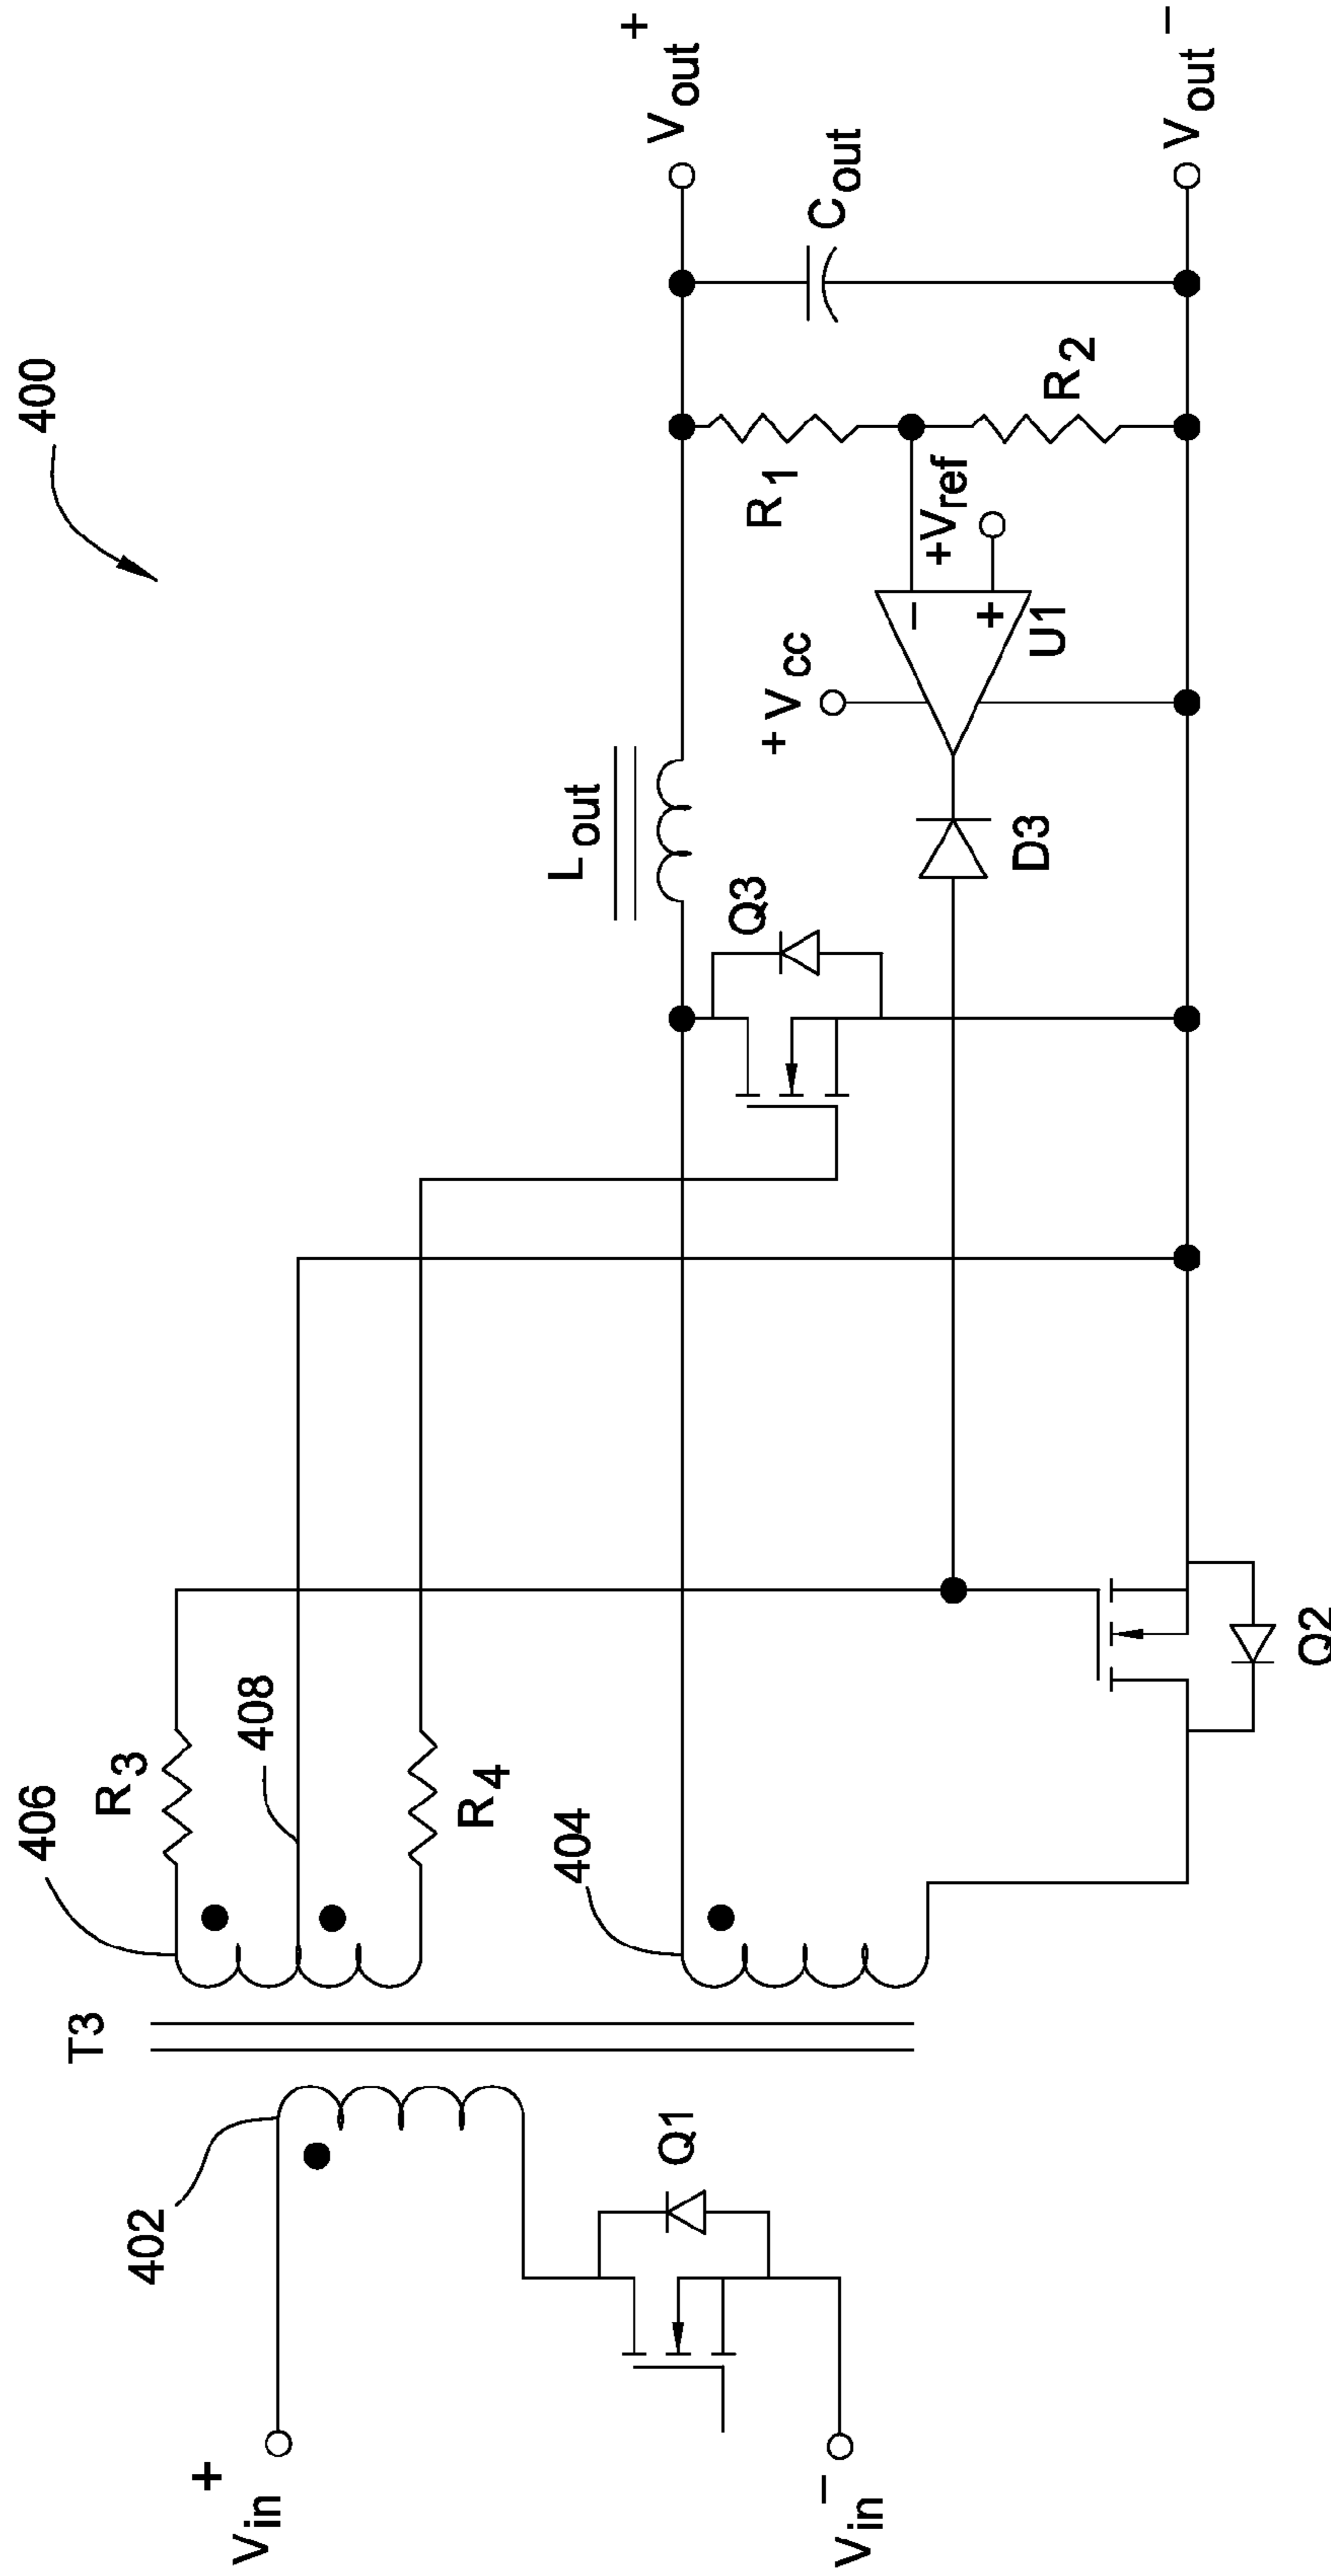 400
T3
406
R3
408
R4
402
404
Lout
Vin +
Vin −
Q1
Q2
Q3
D3
+Vcc
U1
−
+
+Vref
R1
R2
Cout
Vout +
Vout −